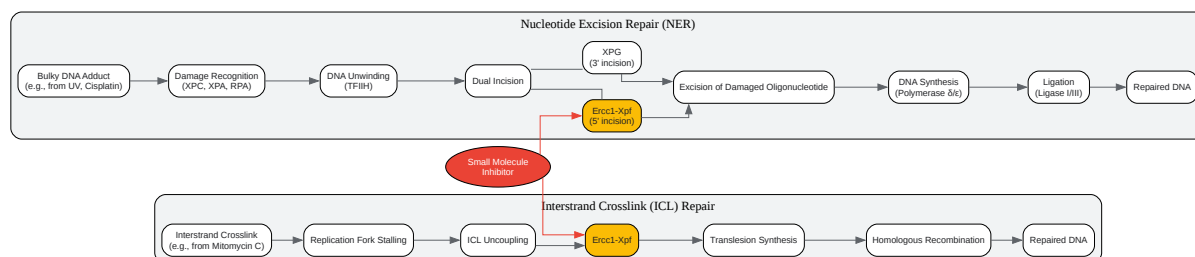 Nucleotide Excision Repair (NER)
Bulky DNA Adduct
(e.g., from UV, Cisplatin)
Damage Recognition
(XPC, XPA, RPA)
DNA Unwinding
(TFIIH)
Dual Incision
XPG
(3' incision)
Ercc1-Xpf
(5' incision)
Excision of Damaged Oligonucleotide
DNA Synthesis
(Polymerase δ/ε)
Ligation
(Ligase I/III)
Repaired DNA
Small Molecule
Inhibitor
Interstrand Crosslink (ICL) Repair
Interstrand Crosslink
(e.g., from Mitomycin C)
Replication Fork Stalling
ICL Uncoupling
Ercc1-Xpf
Translesion Synthesis
Homologous Recombination
Repaired DNA